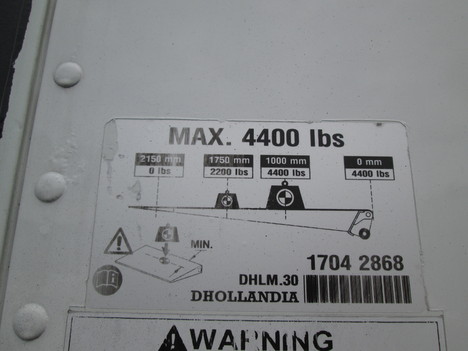 MAX. 4400 lbs
2150 mm 1750 mm 1000 mm 0 mm
0 lbs 2200 lbs 4400 lbs 4400 lbs
MIN.
1704 2868
DHLM.30
DHOLLANDIA
WARNING